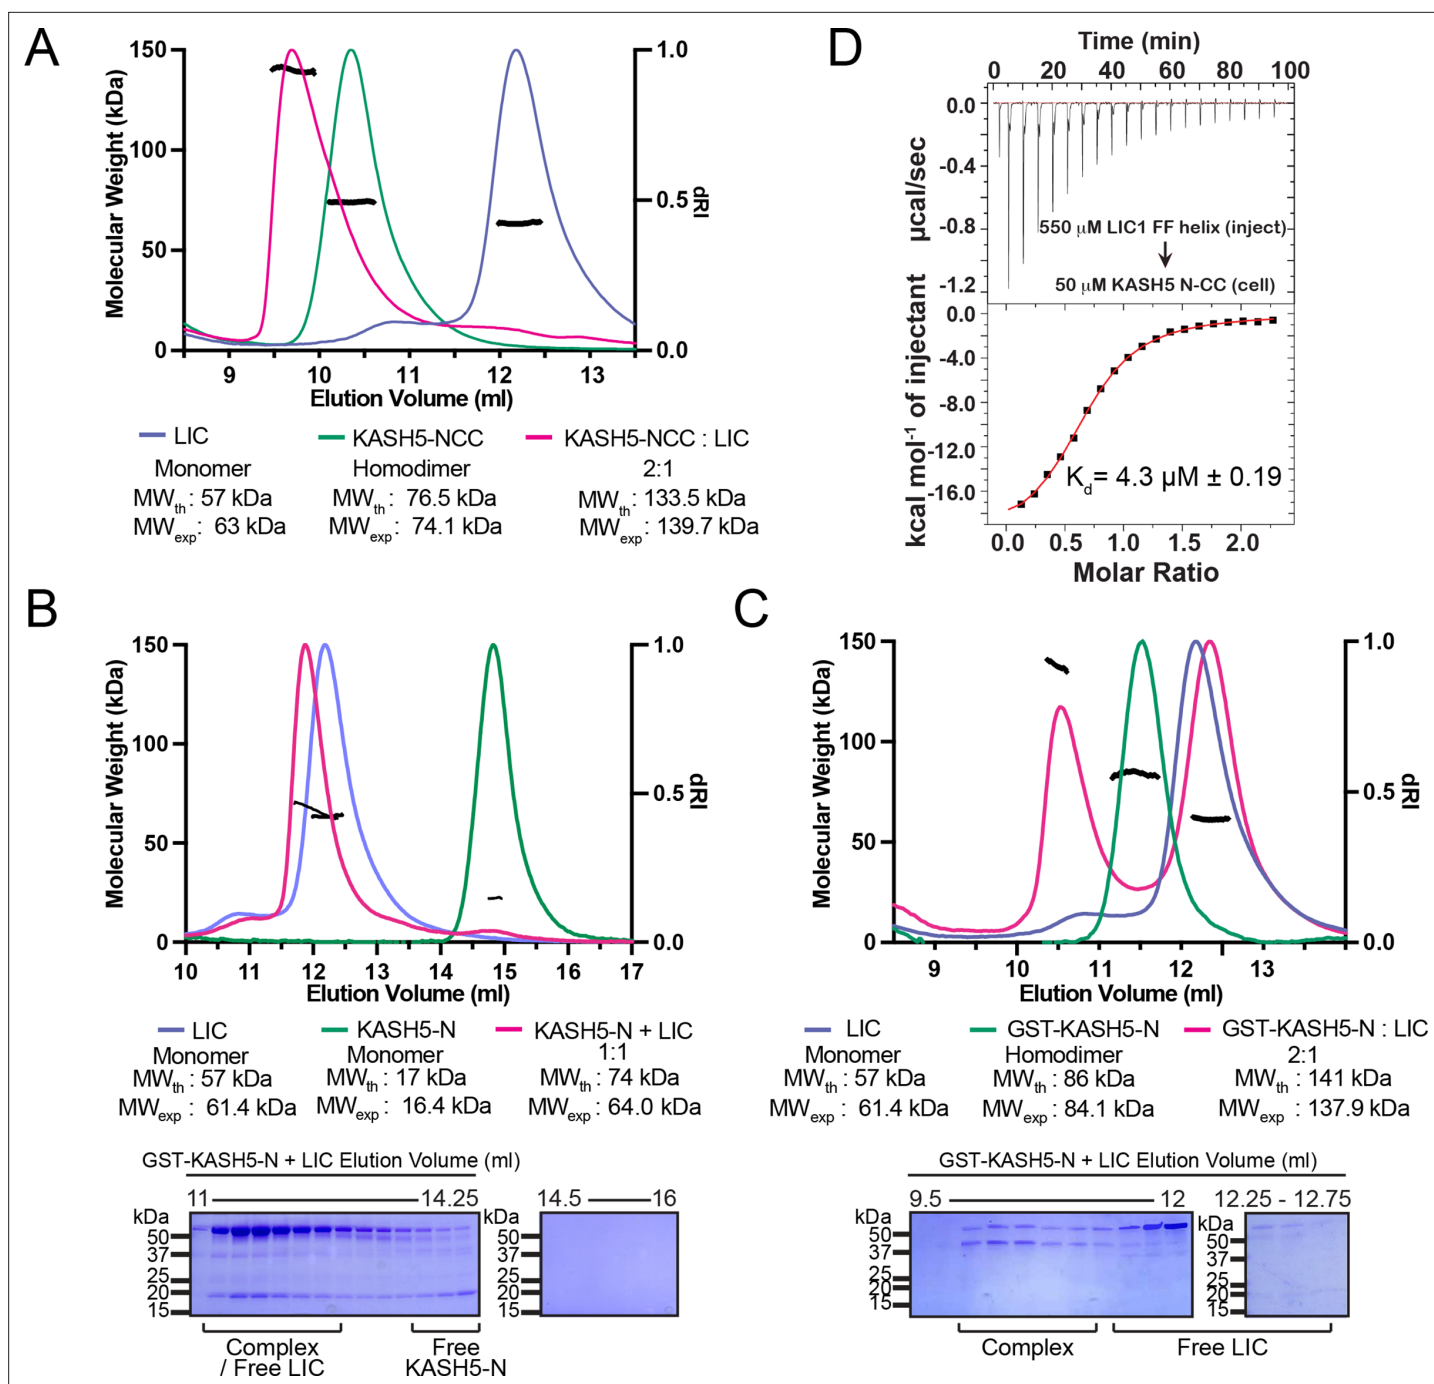 A
Molecular Weight (kDa)
150
100
50
0
1.0
0.5
0.0
dRI
9 10 11 12 13
Elution Volume (ml)
LIC KASH5-NCC KASH5-NCC : LIC
Monomer Homodimer 2:1
MWth: 57 kDa MWth: 76.5 kDa MWth: 133.5 kDa
MWexp: 63 kDa MWexp: 74.1 kDa MWexp: 139.7 kDa
D
Time (min)
0 20 40 60 80 100
µcal/sec
0.0
-0.4
-0.8
-1.2
550 µM LIC1 FF helix (inject)
50 µM KASH5 N-CC (cell)
kcal mol-1 of injectant
0.0
-4.0
-8.0
-12.0
-16.0
Kd= 4.3 µM ± 0.19
0.0 0.5 1.0 1.5 2.0
Molar Ratio
B
Molecular Weight (kDa)
150
100
50
0
1.0
0.5
0.0
dRI
10 11 12 13 14 15 16 17
Elution Volume (ml)
LIC KASH5-N KASH5-N + LIC
Monomer Monomer 1:1
MWth: 57 kDa MWth: 17 kDa MWth: 74 kDa
MWexp: 61.4 kDa MWexp: 16.4 kDa MWexp: 64.0 kDa
GST-KASH5-N + LIC Elution Volume (ml)
11 14.25 14.5 16
kDa
50
37
25
20
15
kDa
50
37
25
20
15
Complex
/ Free LIC
Free
KASH5-N
C
Molecular Weight (kDa)
150
100
50
0
1.0
0.5
0.0
dRI
9 10 11 12 13
Elution Volume (ml)
LIC GST-KASH5-N GST-KASH5-N : LIC
Monomer Homodimer 2:1
MWth: 57 kDa MWth: 86 kDa MWth: 141 kDa
MWexp: 61.4 kDa MWexp: 84.1 kDa MWexp: 137.9 kDa
GST-KASH5-N + LIC Elution Volume (ml)
9.5 12 12.25 - 12.75
kDa
50
37
25
20
15
kDa
50
37
25
20
15
Complex
Free LIC